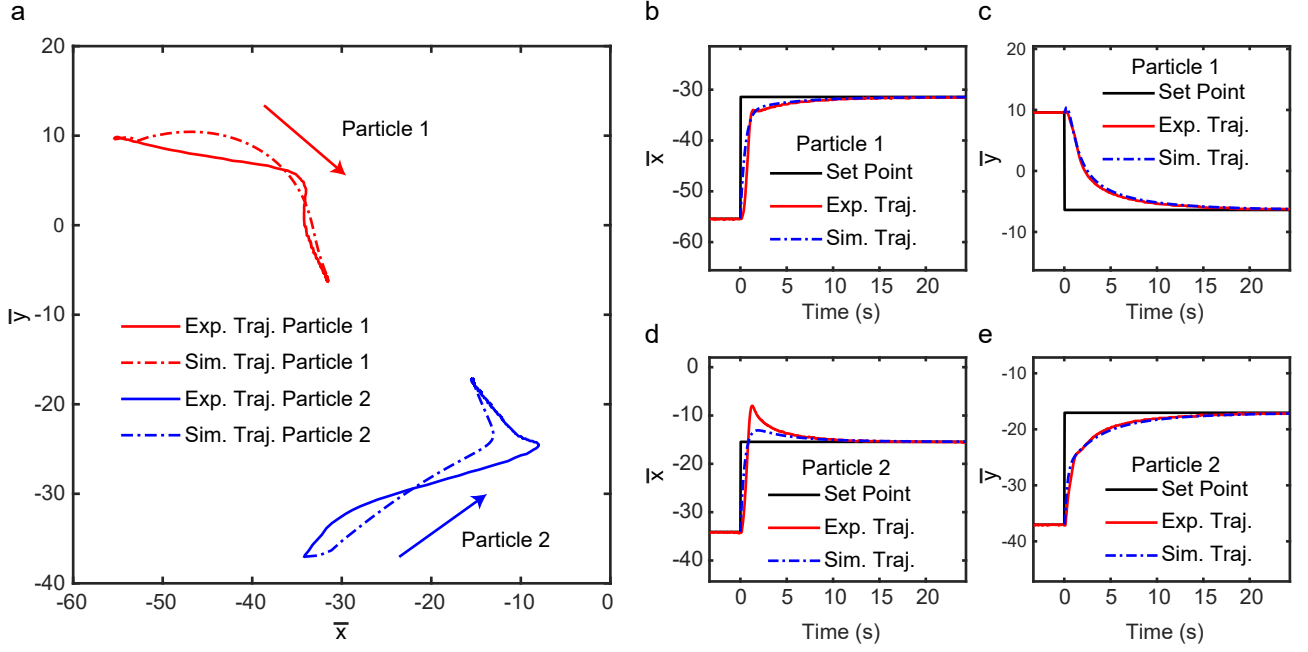 a
20
10
0
-10
-20
-30
-40
-60
-50
-40
-30
-20
-10
0
y̅
x̅
Particle 1
Exp. Traj. Particle 1
Sim. Traj. Particle 1
Exp. Traj. Particle 2
Sim. Traj. Particle 2
Particle 2
b
-30
-40
-50
-60
x̅
Particle 1
Set Point
Exp. Traj.
Sim. Traj.
0 5 10 15 20
Time (s)
c
20
10
0
-10
y̅
Particle 1
Set Point
Exp. Traj.
Sim. Traj.
0 5 10 15 20
Time (s)
d
0
-10
-20
-30
-40
x̅
Particle 2
Set Point
Exp. Traj.
Sim. Traj.
0 5 10 15 20
Time (s)
e
-10
-20
-30
-40
y̅
Particle 2
Set Point
Exp. Traj.
Sim. Traj.
0 5 10 15 20
Time (s)